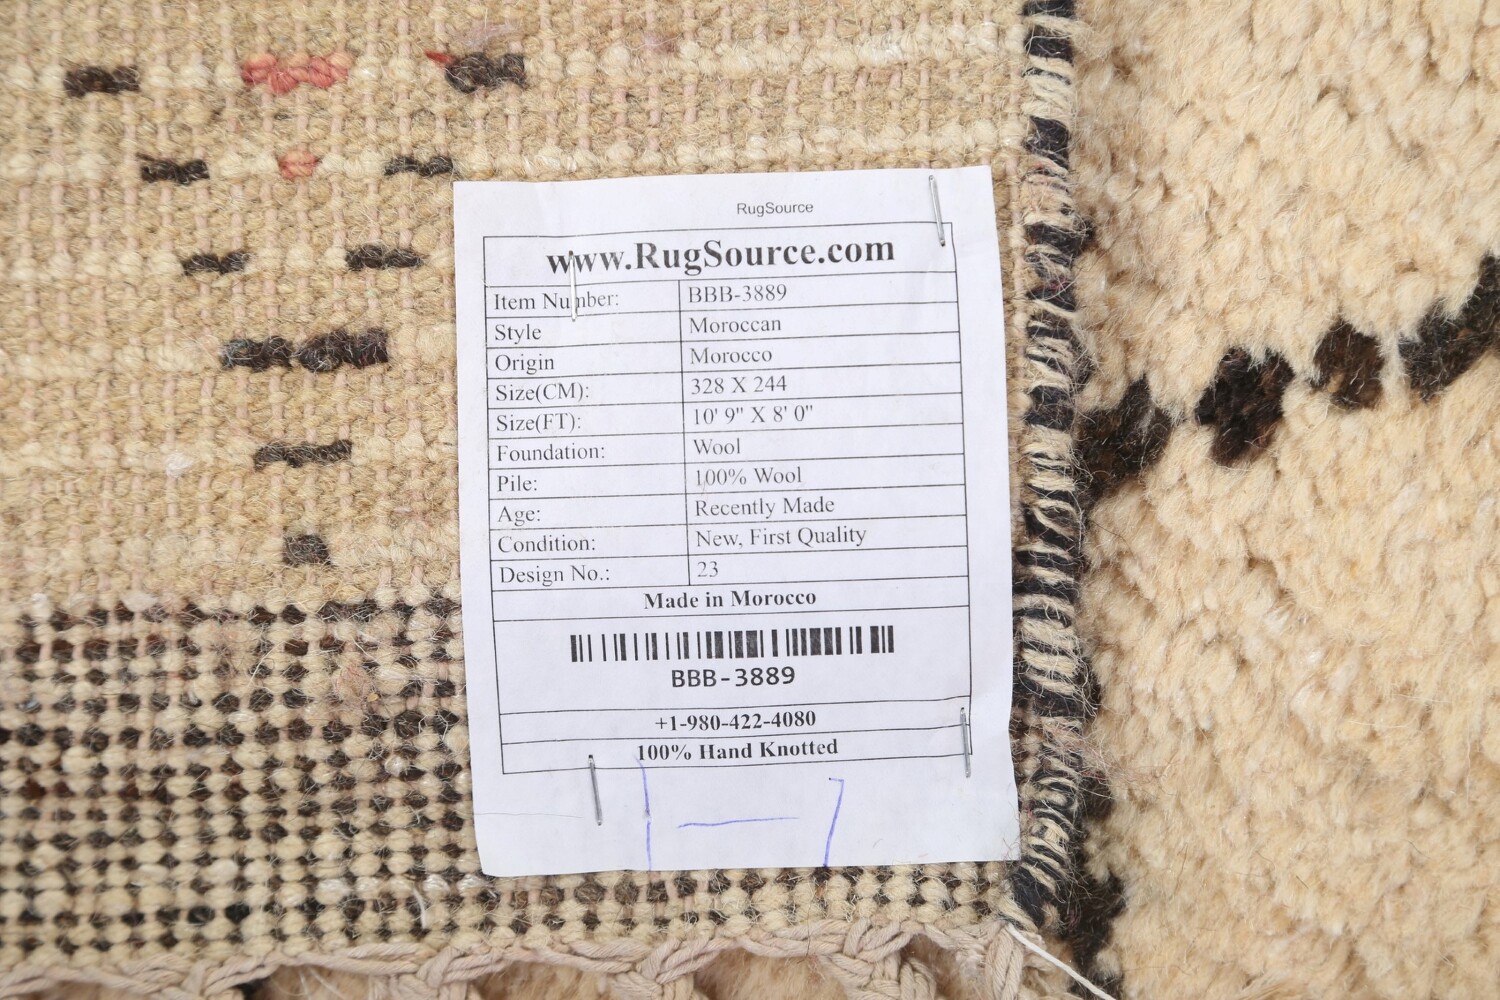 RugSource
www.RugSource.com
Item Number: BBB-3889
Style Moroccan
Origin Morocco
Size(CM): 328 X 244
Size(FT): 10' 9" X 8' 0"
Foundation: Wool
Pile: 100% Wool
Age: Recently Made
Condition: New, First Quality
Design No.: 23
Made in Morocco
BBB-3889
+1-980-422-4080
100% Hand Knotted
1-7